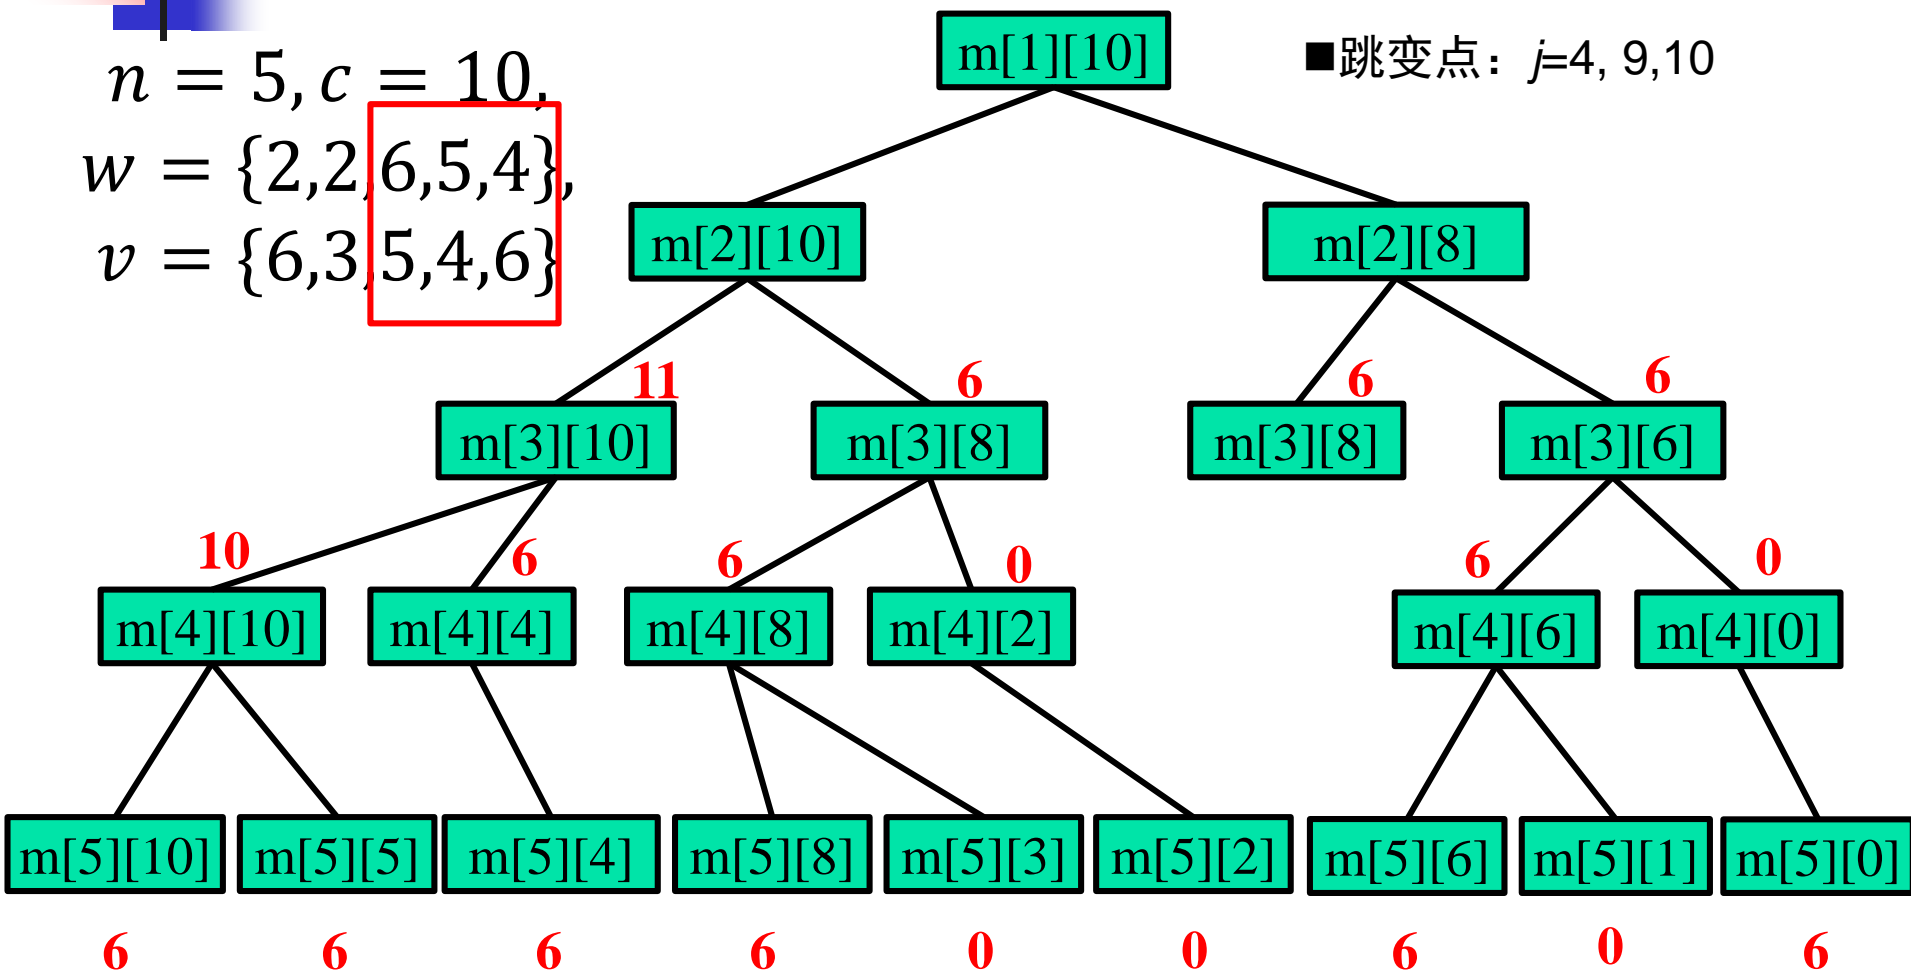 n = 5, c = 10,
w = {2,2,6,5,4},
v = {6,3,5,4,6}
■跳变点：j=4, 9,10
m[1][10]
m[2][10] m[2][8]
11 6 6 6
m[3][10] m[3][8] m[3][8] m[3][6]
10 6 6 0 6 0
m[4][10] m[4][4] m[4][8] m[4][2] m[4][6] m[4][0]
m[5][10] m[5][5] m[5][4] m[5][8] m[5][3] m[5][2] m[5][6] m[5][1] m[5][0]
6 6 6 6 0 0 6 0 6